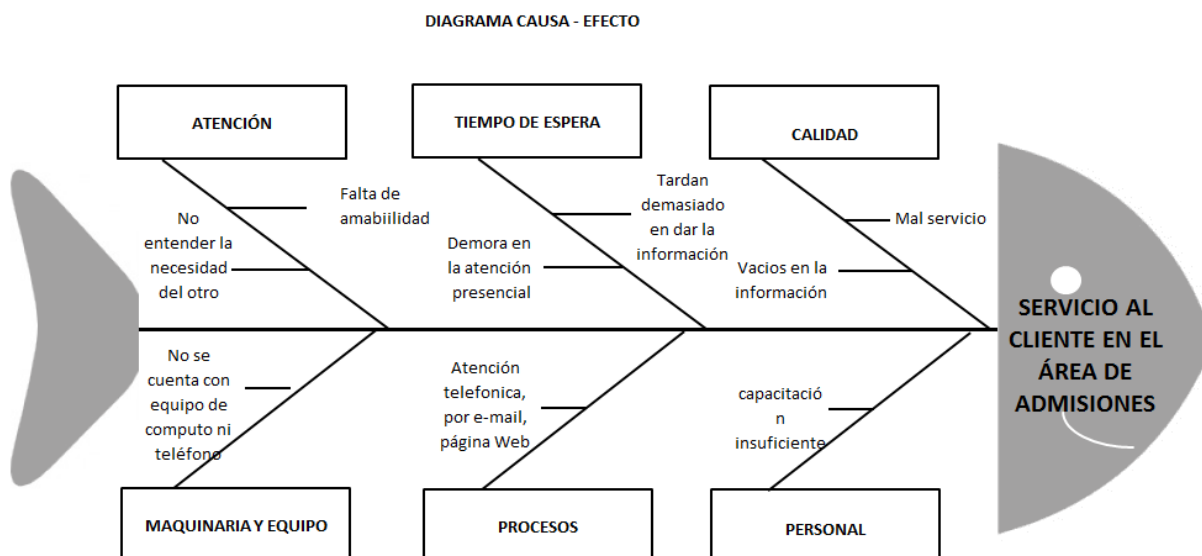 DIAGRAMA CAUSA - EFECTO
ATENCIÓN
TIEMPO DE ESPERA
CALIDAD
Falta de
amabiilidad
No
entender la
necesidad
del otro
Tardan
demasiado
en dar la
información
Demora en
la atención
presencial
Mal servicio
Vacios en la
información
SERVICIO AL
CLIENTE EN EL
ÁREA DE
ADMISIONES
No se
cuenta con
equipo de
computo ni
teléfono
Atención
telefonica,
por e-mail,
página Web
capacitació
n
insuficiente
MAQUINARIA Y EQUIPO
PROCESOS
PERSONAL